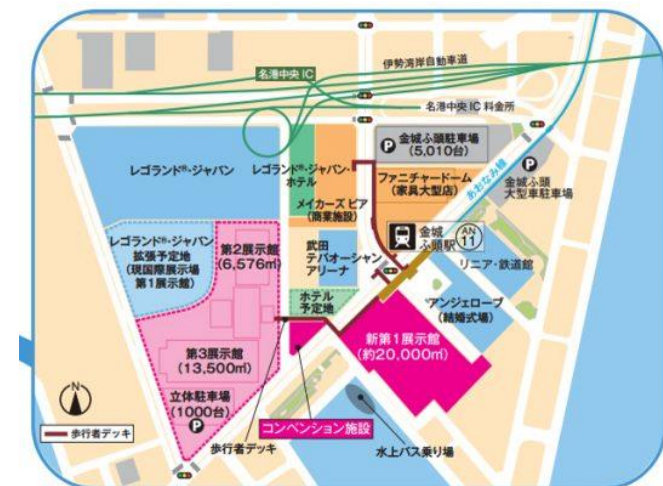 名港中央 IC
伊勢湾岸自動車道
名港中央 IC 料金所
レゴランド®・ジャパン
レゴランド®・ジャパン・
ホテル
メイカーズ ピア
(商業施設)
P
金城ふ頭駐車場
(5,010台)
ファニチャードーム
(家具大型店)
あおなみ線
P
金城ふ頭
大型車駐車場
金城
ふ頭駅
AN
11
リニア・鉄道館
レゴランド®・ジャパン
拡張予定地
(現国際展示場
第1展示館)
第2展示館
(6,576㎡)
武田
テバオーシャン
アリーナ
ホテル
予定地
アンジェローブ
(結婚式場)
新第1展示館
(約20,000㎡)
第3展示館
(13,500㎡)
立体駐車場
(1000台)
P
コンベンション施設
N
歩行者デッキ
歩行者デッキ
水上バス乗り場